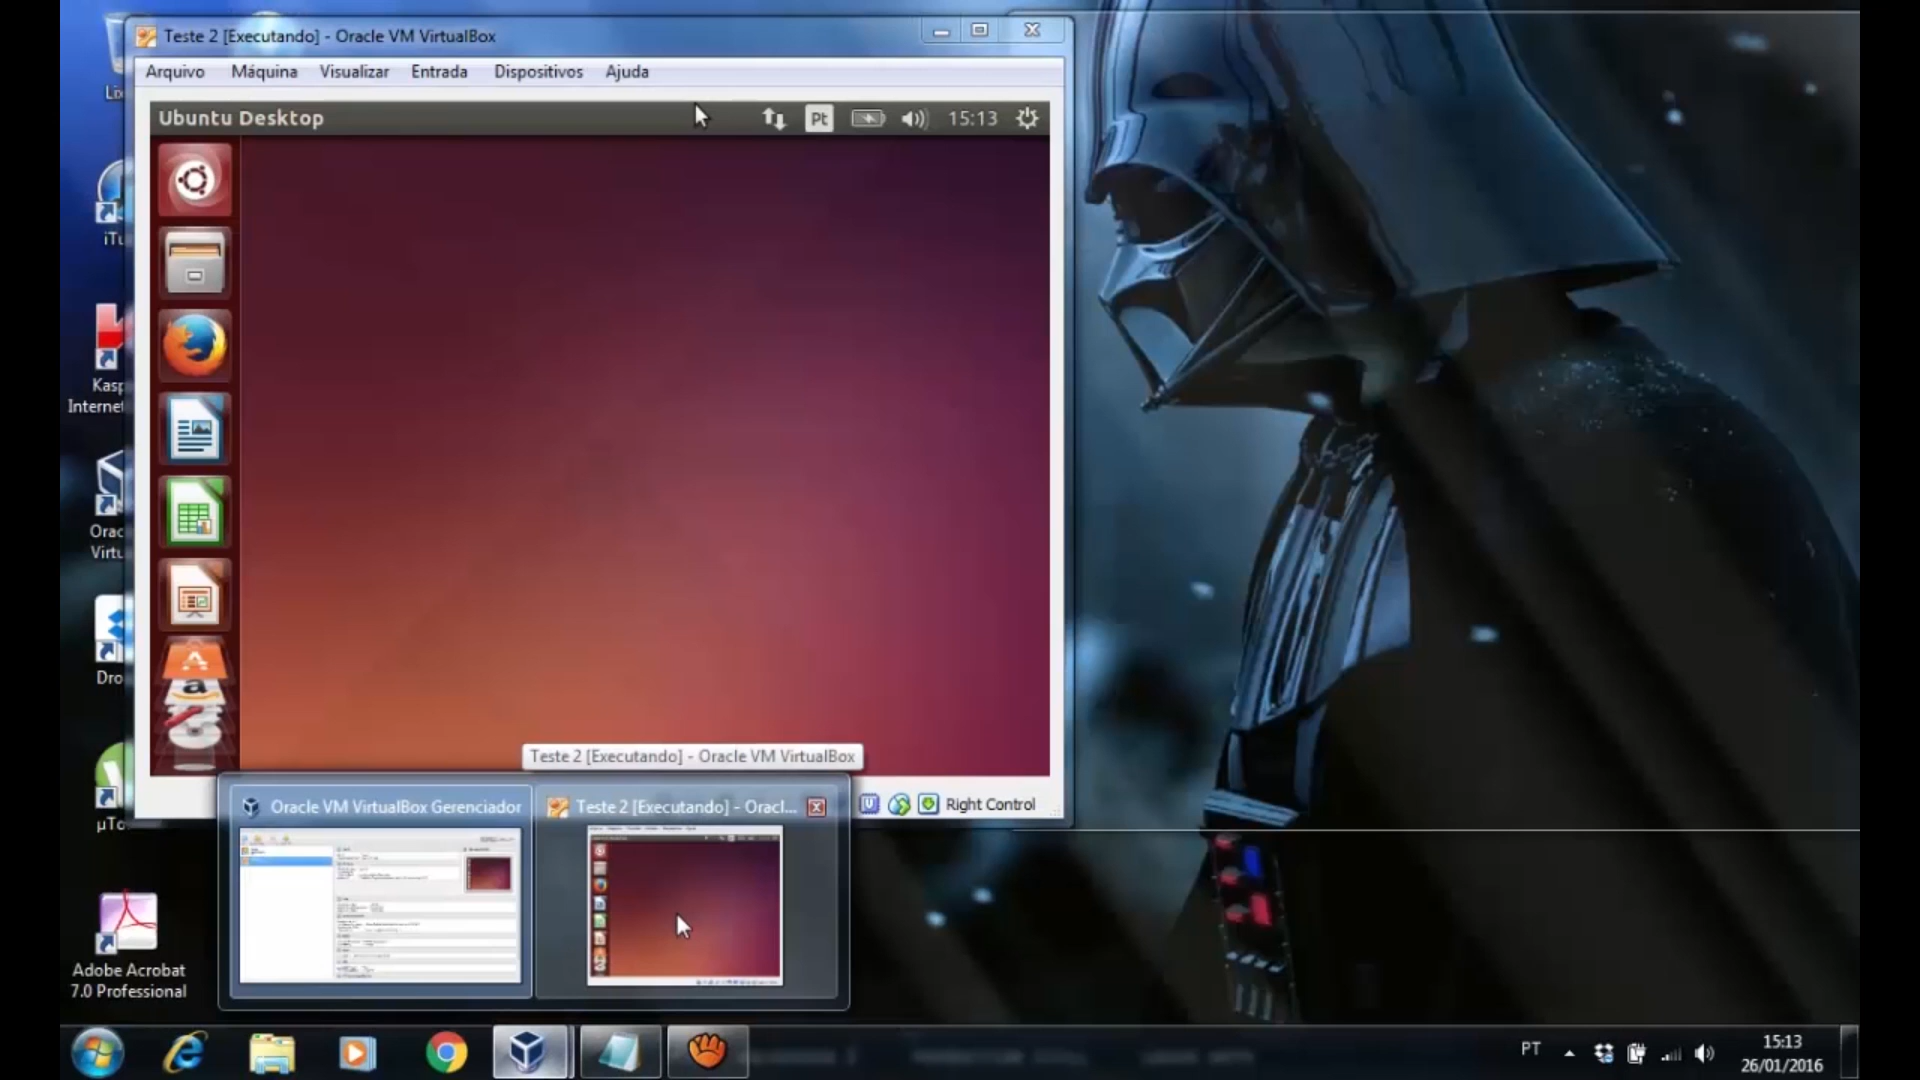 Teste 2 [Executando] - Oracle VM VirtualBox
Arquivo Máquina Visualizar Entrada Dispositivos Ajuda
Ubuntu Desktop
Pt
15:13
Kasp
Internet
Orac
Virtu
Dro
µTo
Adobe Acrobat
7.0 Professional
Teste 2 [Executando] - Oracle VM VirtualBox
Oracle VM VirtualBox Gerenciador
Teste 2 [Executando] - Oracl...
Right Control
PT
15:13
26/01/2016